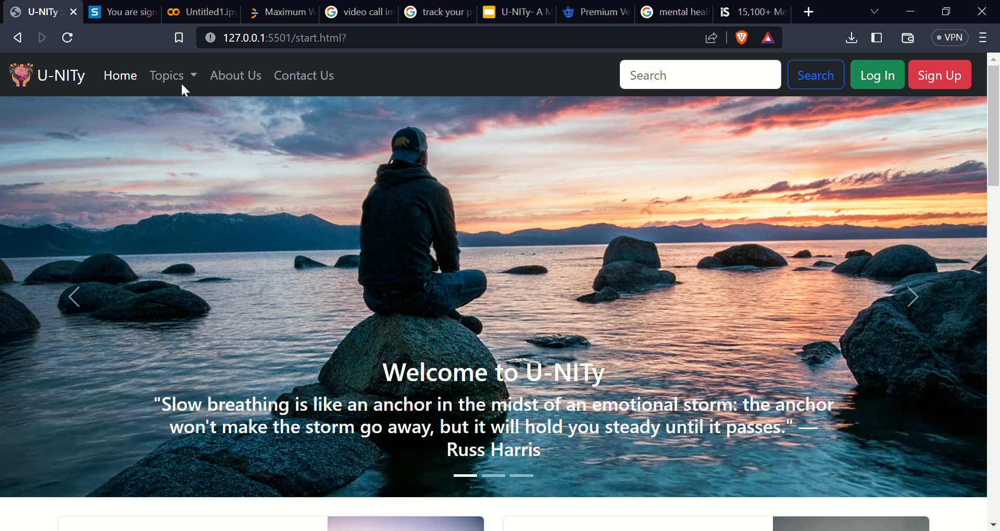 U-NITy :
You are sign
Untitled1.ipy
Maximum W
video call im
track your p
U-NITy- A M
Premium Ve
mental heal
iS 15,100+ Me
127.0.0.1:5501/start.html?
VPN
U-NITy Home Topics About Us Contact Us Search Search Log In Sign Up
Welcome to U-NITy
"Slow breathing is like an anchor in the midst of an emotional storm: the anchor
won't make the storm go away, but it will hold you steady until it passes." —
Russ Harris